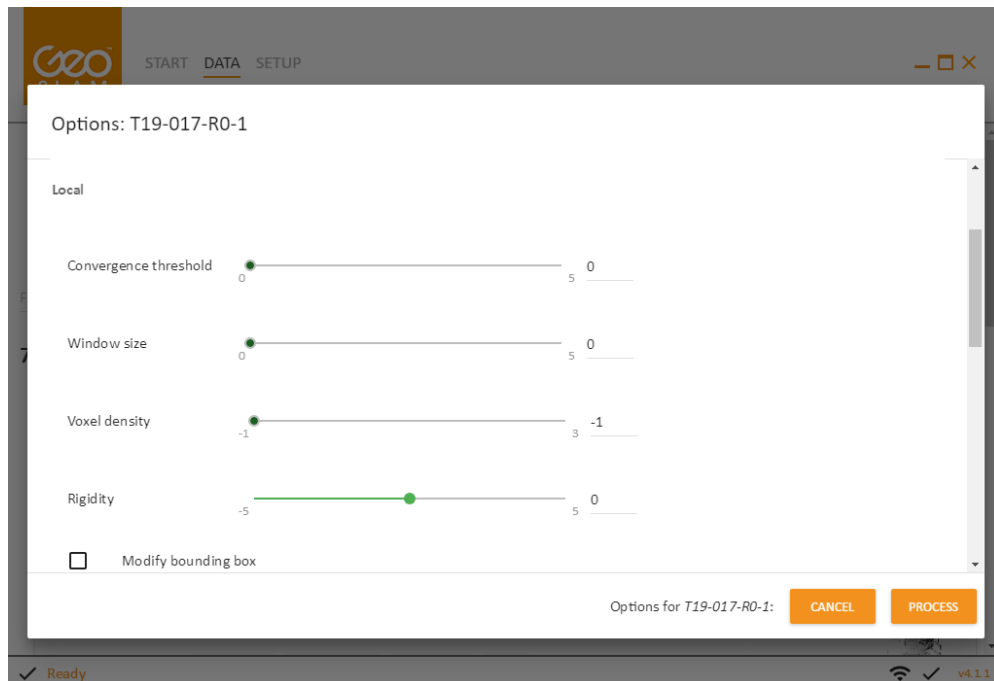 GEO™
SLAM
START DATA SETUP
Options: T19-017-R0-1
Local
Convergence threshold 0 5 0
Window size 0 5 0
Voxel density -1 3 -1
Rigidity -5 5 0
Modify bounding box
Options for T19-017-R0-1: CANCEL PROCESS
Ready v4.1.1